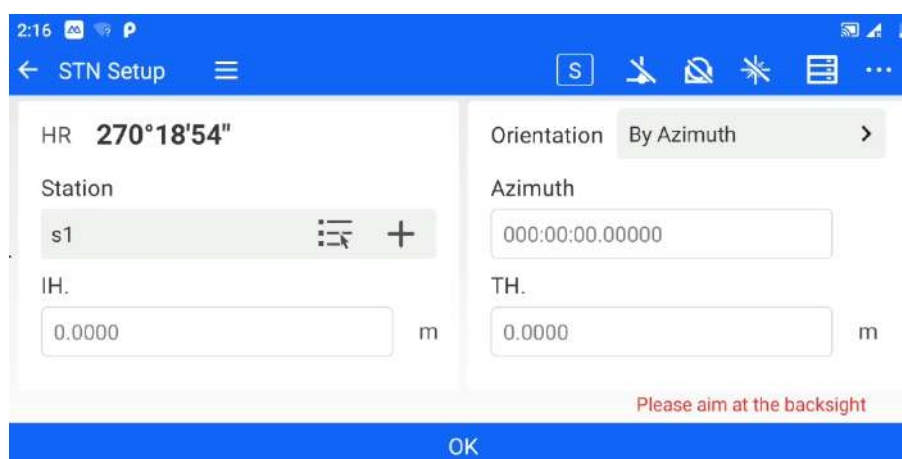 2:16
STN Setup
S
HR 270°18'54"
Station
s1
IH.
0.0000 m
Orientation By Azimuth
Azimuth
000:00:00.00000
TH.
0.0000 m
Please aim at the backsight
OK